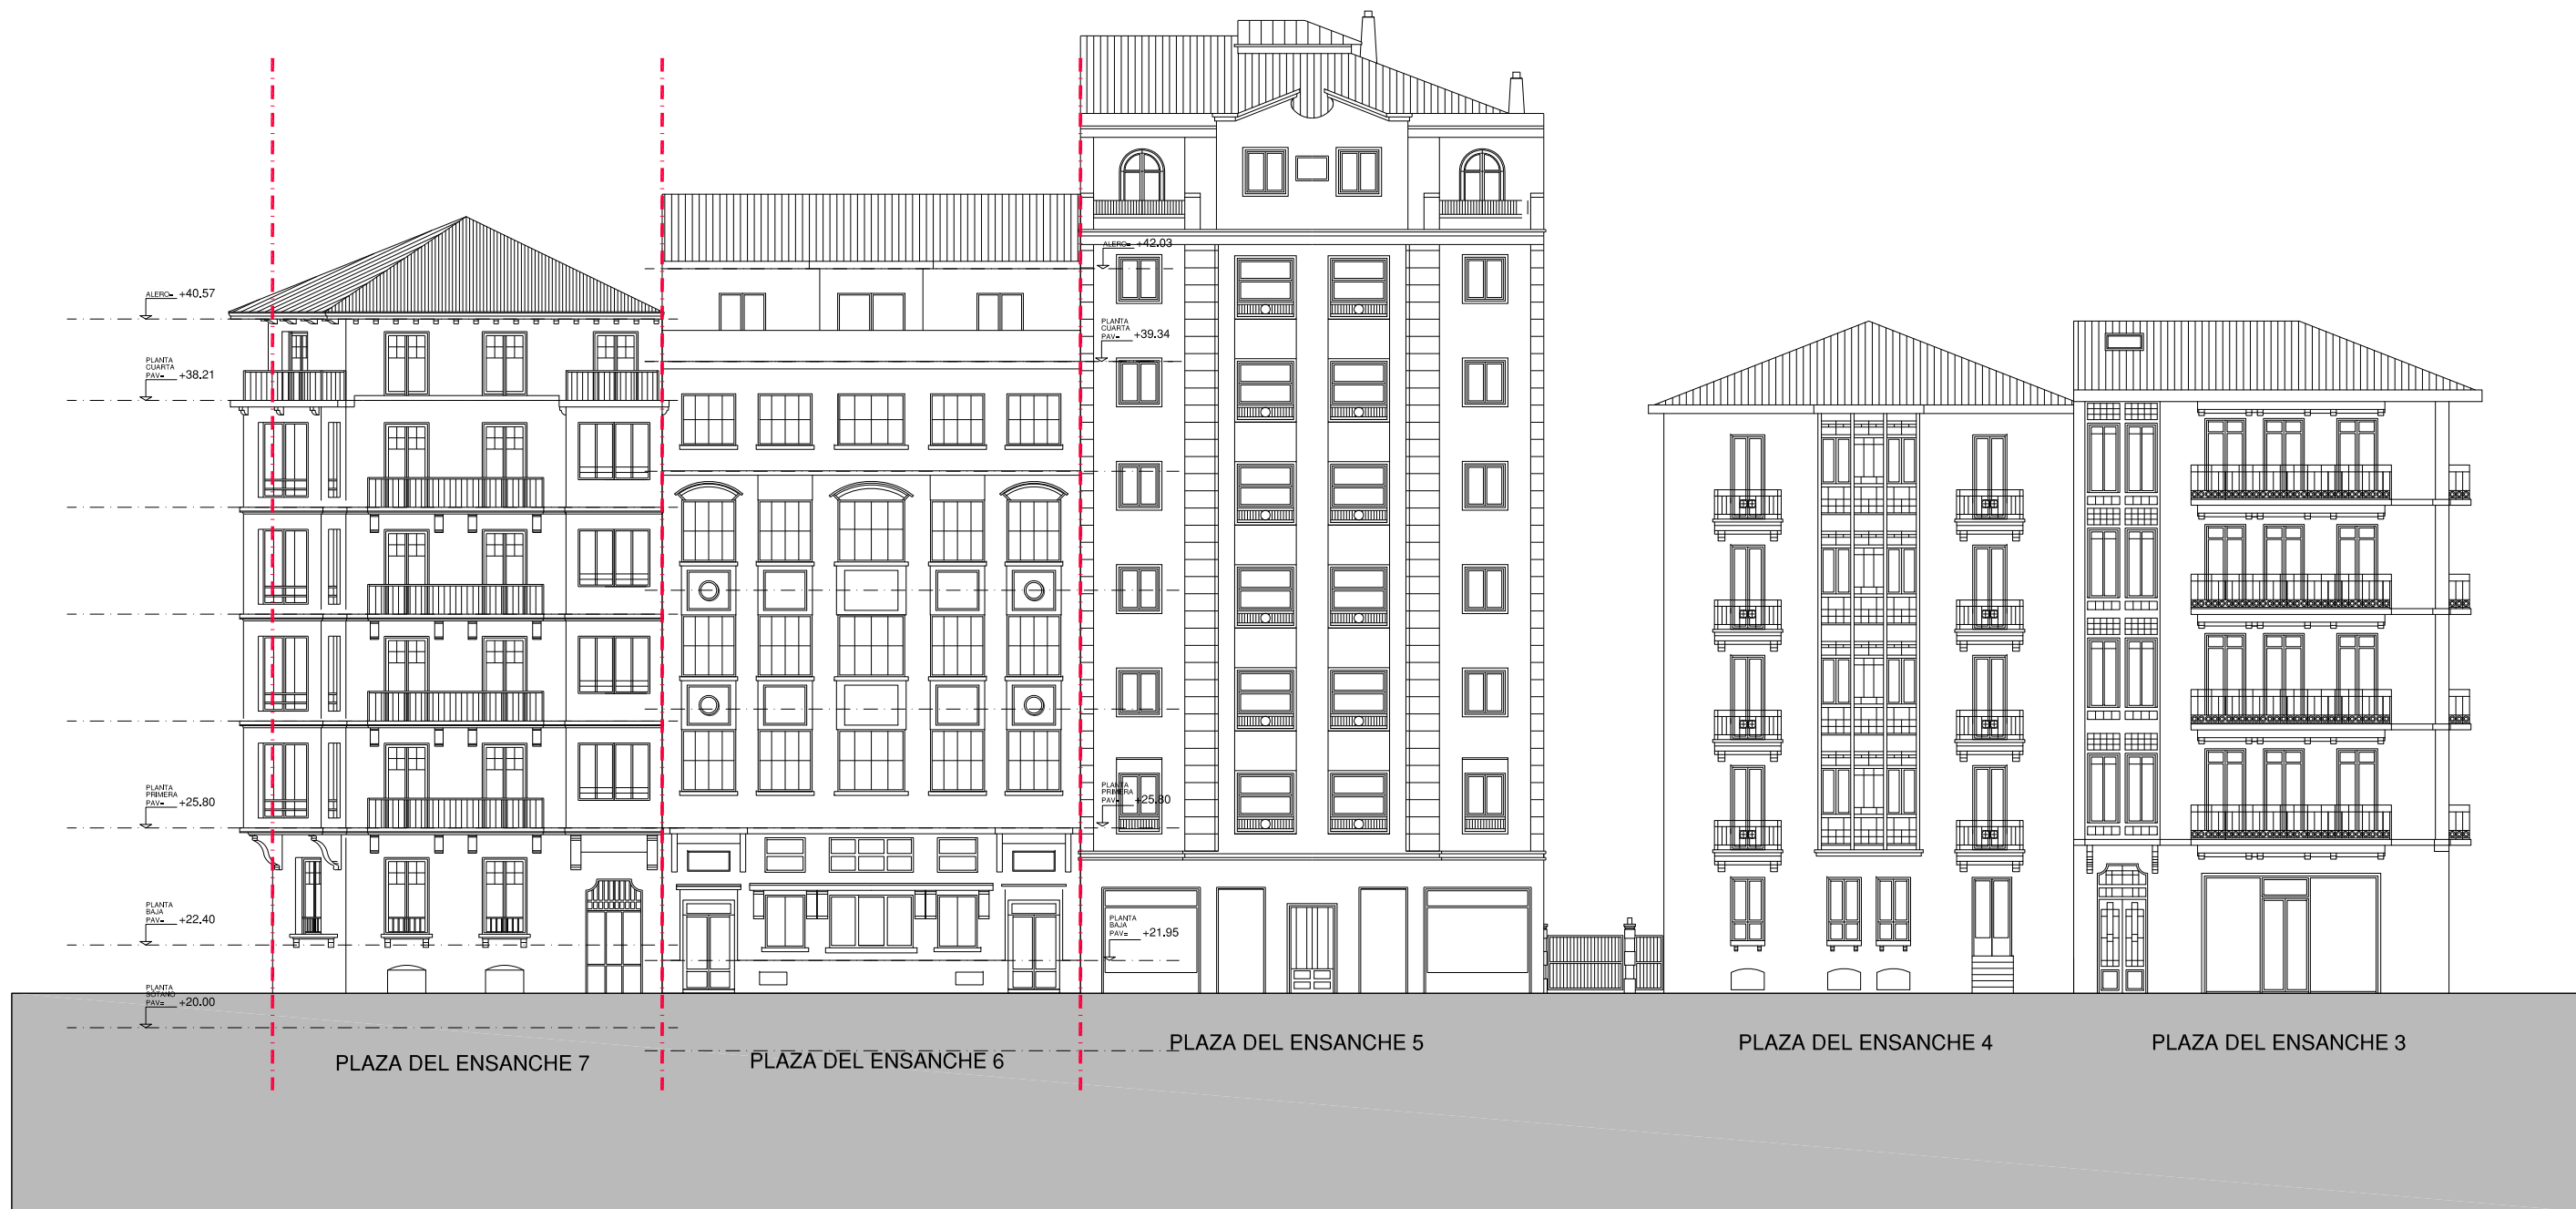 ALERO= +40.57
PLANTA
CUARTA
PAV= +38.21
PLANTA
PRIMERA
PAV= +25.80
PLANTA
BAJA
PAV= +22.40
PLANTA
SÓTANO
PAV= +20.00
ALERO= +42.03
PLANTA
CUARTA
PAV= +39.34
PLANTA
PRIMERA
PAV= +25.80
PLANTA
BAJA
PAV= +21.95
PLAZA DEL ENSANCHE 7
PLAZA DEL ENSANCHE 6
PLAZA DEL ENSANCHE 5
PLAZA DEL ENSANCHE 4
PLAZA DEL ENSANCHE 3